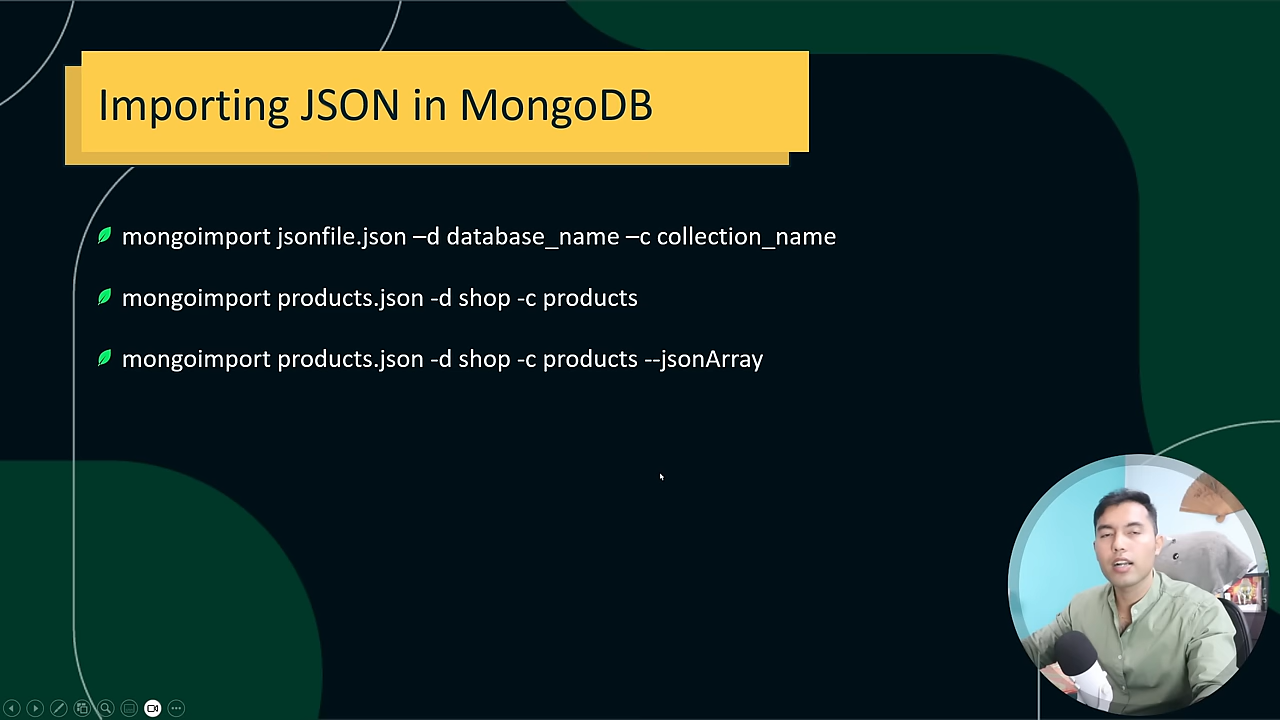 Importing JSON in MongoDB
mongoimport jsonfile.json –d database_name –c collection_name
mongoimport products.json -d shop -c products
mongoimport products.json -d shop -c products --jsonArray